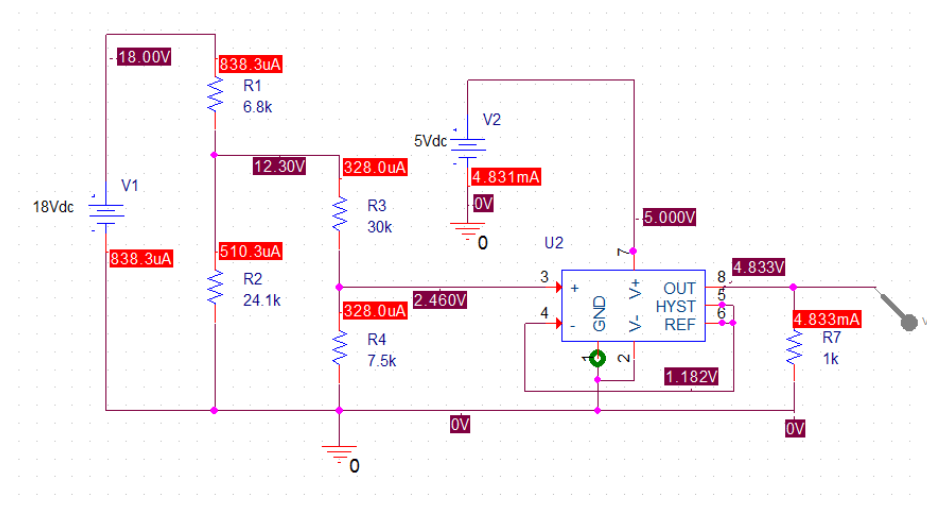 18.00V
838.3uA
R1
6.8k
V2
5Vdc
12.30V
328.0uA
4.831mA
V1
18Vdc
R3
30k
0V
5.000V
0
U2
838.3uA
510.3uA
R2
24.1k
7
4.833V
3
+
V+
OUT
8
2.460V
HYST
5
328.0uA
4
-
GND
V-
REF
6
4.833mA
R4
7.5k
R7
1k
1
2
1.182V
0V
0V
0
V